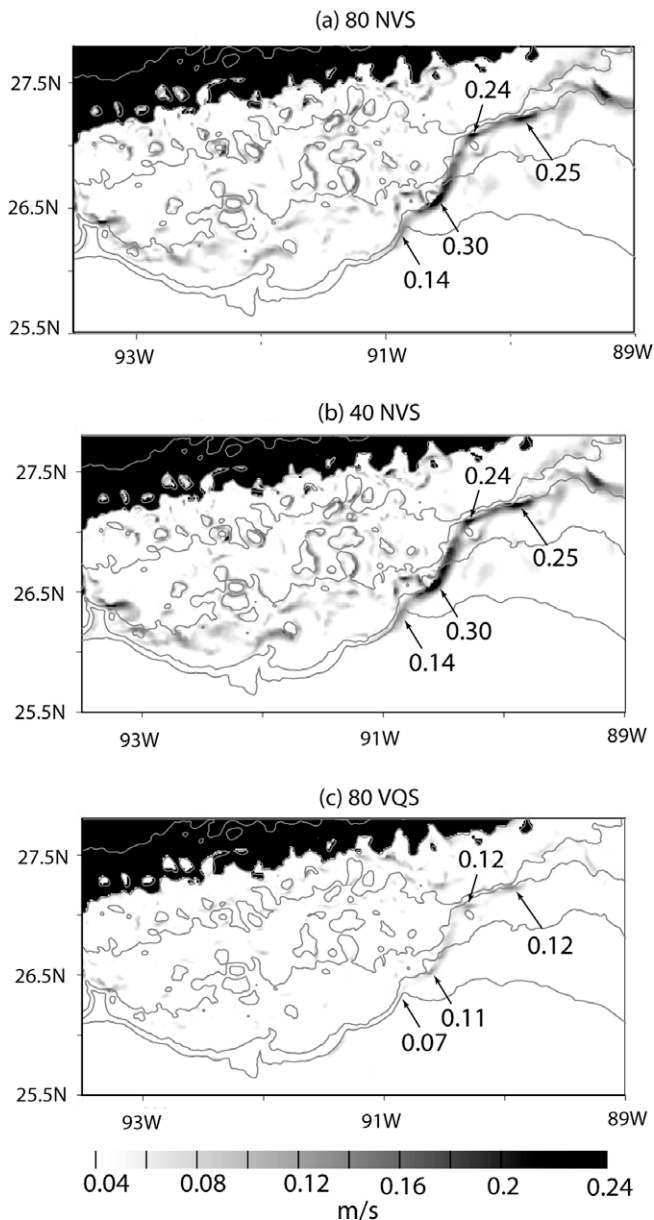 (a) 80 NVS
27.5N
0.24
0.25
26.5N
0.30
0.14
25.5N
93W 91W 89W
(b) 40 NVS
27.5N
0.24
0.25
26.5N
0.30
0.14
25.5N
93W 91W 89W
(c) 80 VQS
27.5N
0.12
0.12
26.5N
0.11
0.07
25.5N
93W 91W 89W
0.04 0.08 0.12 0.16 0.2 0.24
m/s